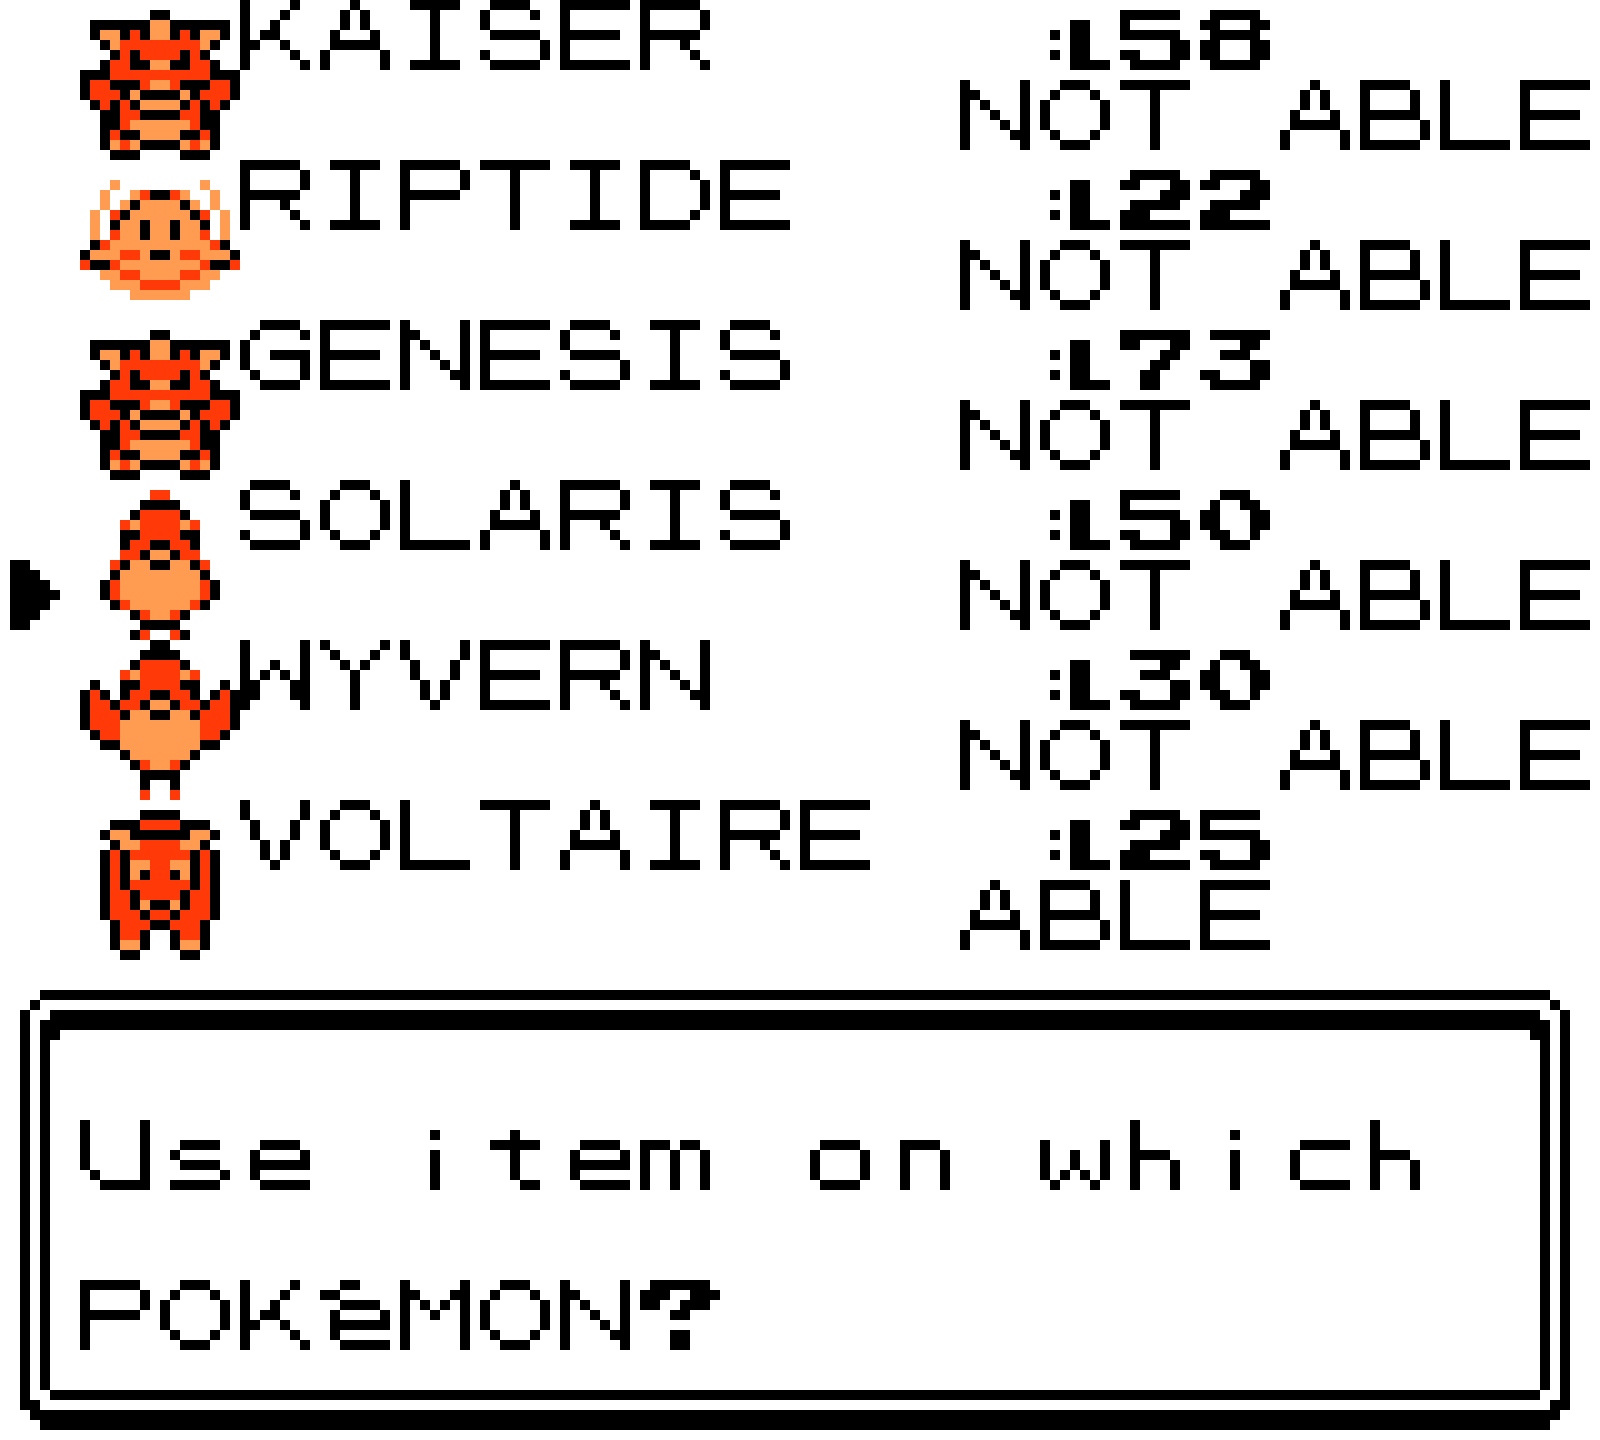 KAISER :L58
NOT ABLE
RIPTIDE :L22
NOT ABLE
GENESIS :L73
NOT ABLE
SOLARIS :L50
NOT ABLE
WYVERN :L30
NOT ABLE
VOLTAIRE :L25
ABLE
Use item on which
POKéMON?